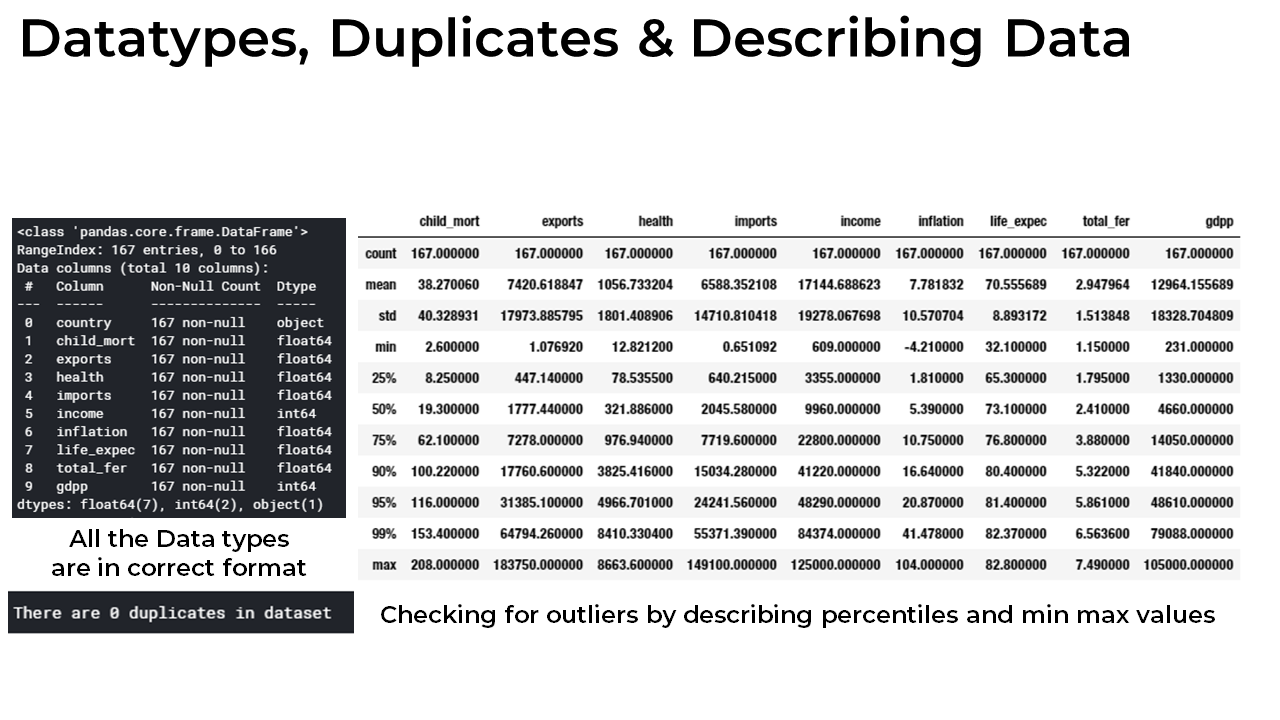 Datatypes, Duplicates & Describing Data
<class 'pandas.core.frame.DataFrame'>
RangeIndex: 167 entries, 0 to 166
Data columns (total 10 columns):
#   Column      Non-Null Count  Dtype
---  ------      --------------  -----
0   country     167 non-null    object
1   child_mort  167 non-null    float64
2   exports     167 non-null    float64
3   health      167 non-null    float64
4   imports     167 non-null    float64
5   income      167 non-null    int64
6   inflation   167 non-null    float64
7   life_expec  167 non-null    float64
8   total_fer   167 non-null    float64
9   gdpp        167 non-null    int64
dtypes: float64(7), int64(2), object(1)
All the Data types
are in correct format
There are 0 duplicates in dataset
child_mort exports health imports income inflation life_expec total_fer gdpp
count 167.000000 167.000000 167.000000 167.000000 167.000000 167.000000 167.000000 167.000000 167.000000
mean 38.270060 7420.618847 1056.733204 6588.352108 17144.688623 7.781832 70.555689 2.947964 12964.155689
std 40.328931 17973.885795 1801.408906 14710.810418 19278.067698 10.570704 8.893172 1.513848 18328.704809
min 2.600000 1.076920 12.821200 0.651092 609.000000 -4.210000 32.100000 1.150000 231.000000
25% 8.250000 447.140000 78.535500 640.215000 3355.000000 1.810000 65.300000 1.795000 1330.000000
50% 19.300000 1777.440000 321.886000 2045.580000 9960.000000 5.390000 73.100000 2.410000 4660.000000
75% 62.100000 7278.000000 976.940000 7719.600000 22800.000000 10.750000 76.800000 3.880000 14050.000000
90% 100.220000 17760.600000 3825.416000 15034.280000 41220.000000 16.640000 80.400000 5.322000 41840.000000
95% 116.000000 31385.100000 4966.701000 24241.560000 48290.000000 20.870000 81.400000 5.861000 48610.000000
99% 153.400000 64794.260000 8410.330400 55371.390000 84374.000000 41.478000 82.370000 6.563600 79088.000000
max 208.000000 183750.000000 8663.600000 149100.000000 125000.000000 104.000000 82.800000 7.490000 105000.000000
Checking for outliers by describing percentiles and min max values